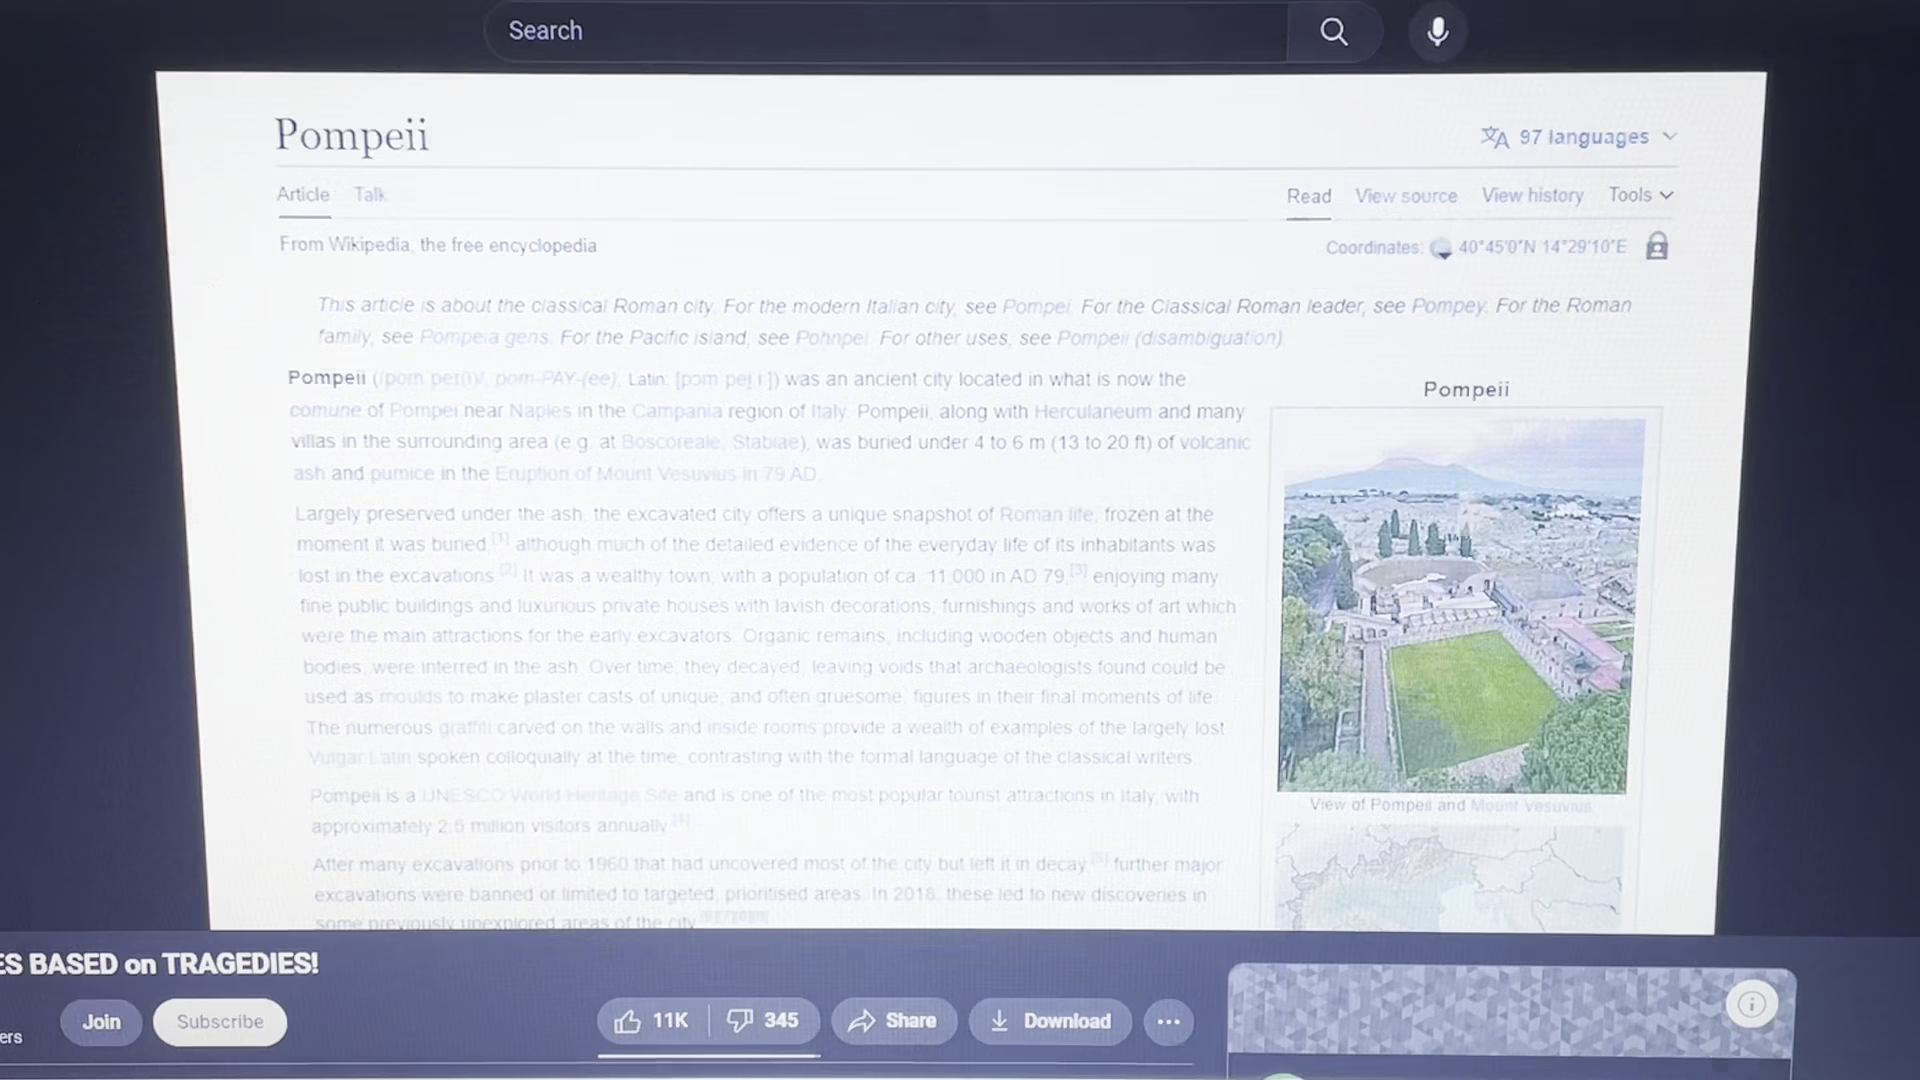 Search
Pompeii
97 languages
Article Talk
Read View source View history Tools
From Wikipedia, the free encyclopedia
Coordinates: 40°45′0″N 14°29′10″E
This article is about the classical Roman city. For the modern Italian city, see Pompei. For the Classical Roman leader, see Pompey. For the Roman
family, see Pompeia gens. For the Pacific island, see Pohnpei. For other uses, see Pompeii (disambiguation).
Pompeii ( pom-PAY-(ee), Latin: ) was an ancient city located in what is now the
comune of Pompei near Naples in the Campania region of Italy. Pompeii, along with Herculaneum and many
villas in the surrounding area (e.g. at Boscoreale, Stabiae), was buried under 4 to 6 m (13 to 20 ft) of volcanic
ash and pumice in the Eruption of Mount Vesuvius in 79 AD.
Largely preserved under the ash, the excavated city offers a unique snapshot of Roman life, frozen at the
moment it was buried,[1] although much of the detailed evidence of the everyday life of its inhabitants was
lost in the excavations.[2] It was a wealthy town, with a population of ca. 11,000 in AD 79,[3] enjoying many
fine public buildings and luxurious private houses with lavish decorations, furnishings and works of art which
were the main attractions for the early excavators. Organic remains, including wooden objects and human
bodies, were interred in the ash. Over time, they decayed, leaving voids that archaeologists found could be
used as moulds to make plaster casts of unique, and often gruesome, figures in their final moments of life.
The numerous graffiti carved on the walls and inside rooms provide a wealth of examples of the largely lost
Vulgar Latin spoken colloquially at the time, contrasting with the formal language of the classical writers.
Pompeii is a UNESCO World Heritage Site and is one of the most popular tourist attractions in Italy, with
approximately 2.5 million visitors annually.[4]
After many excavations prior to 1960 that had uncovered most of the city but left it in decay,[5] further major
excavations were banned or limited to targeted, prioritised areas. In 2018, these led to new discoveries in
some previously unexplored areas of the city.
Pompeii
View of Pompeii and Mount Vesuvius
ES BASED on TRAGEDIES!
ers
Join
Subscribe
11K
345
Share
Download